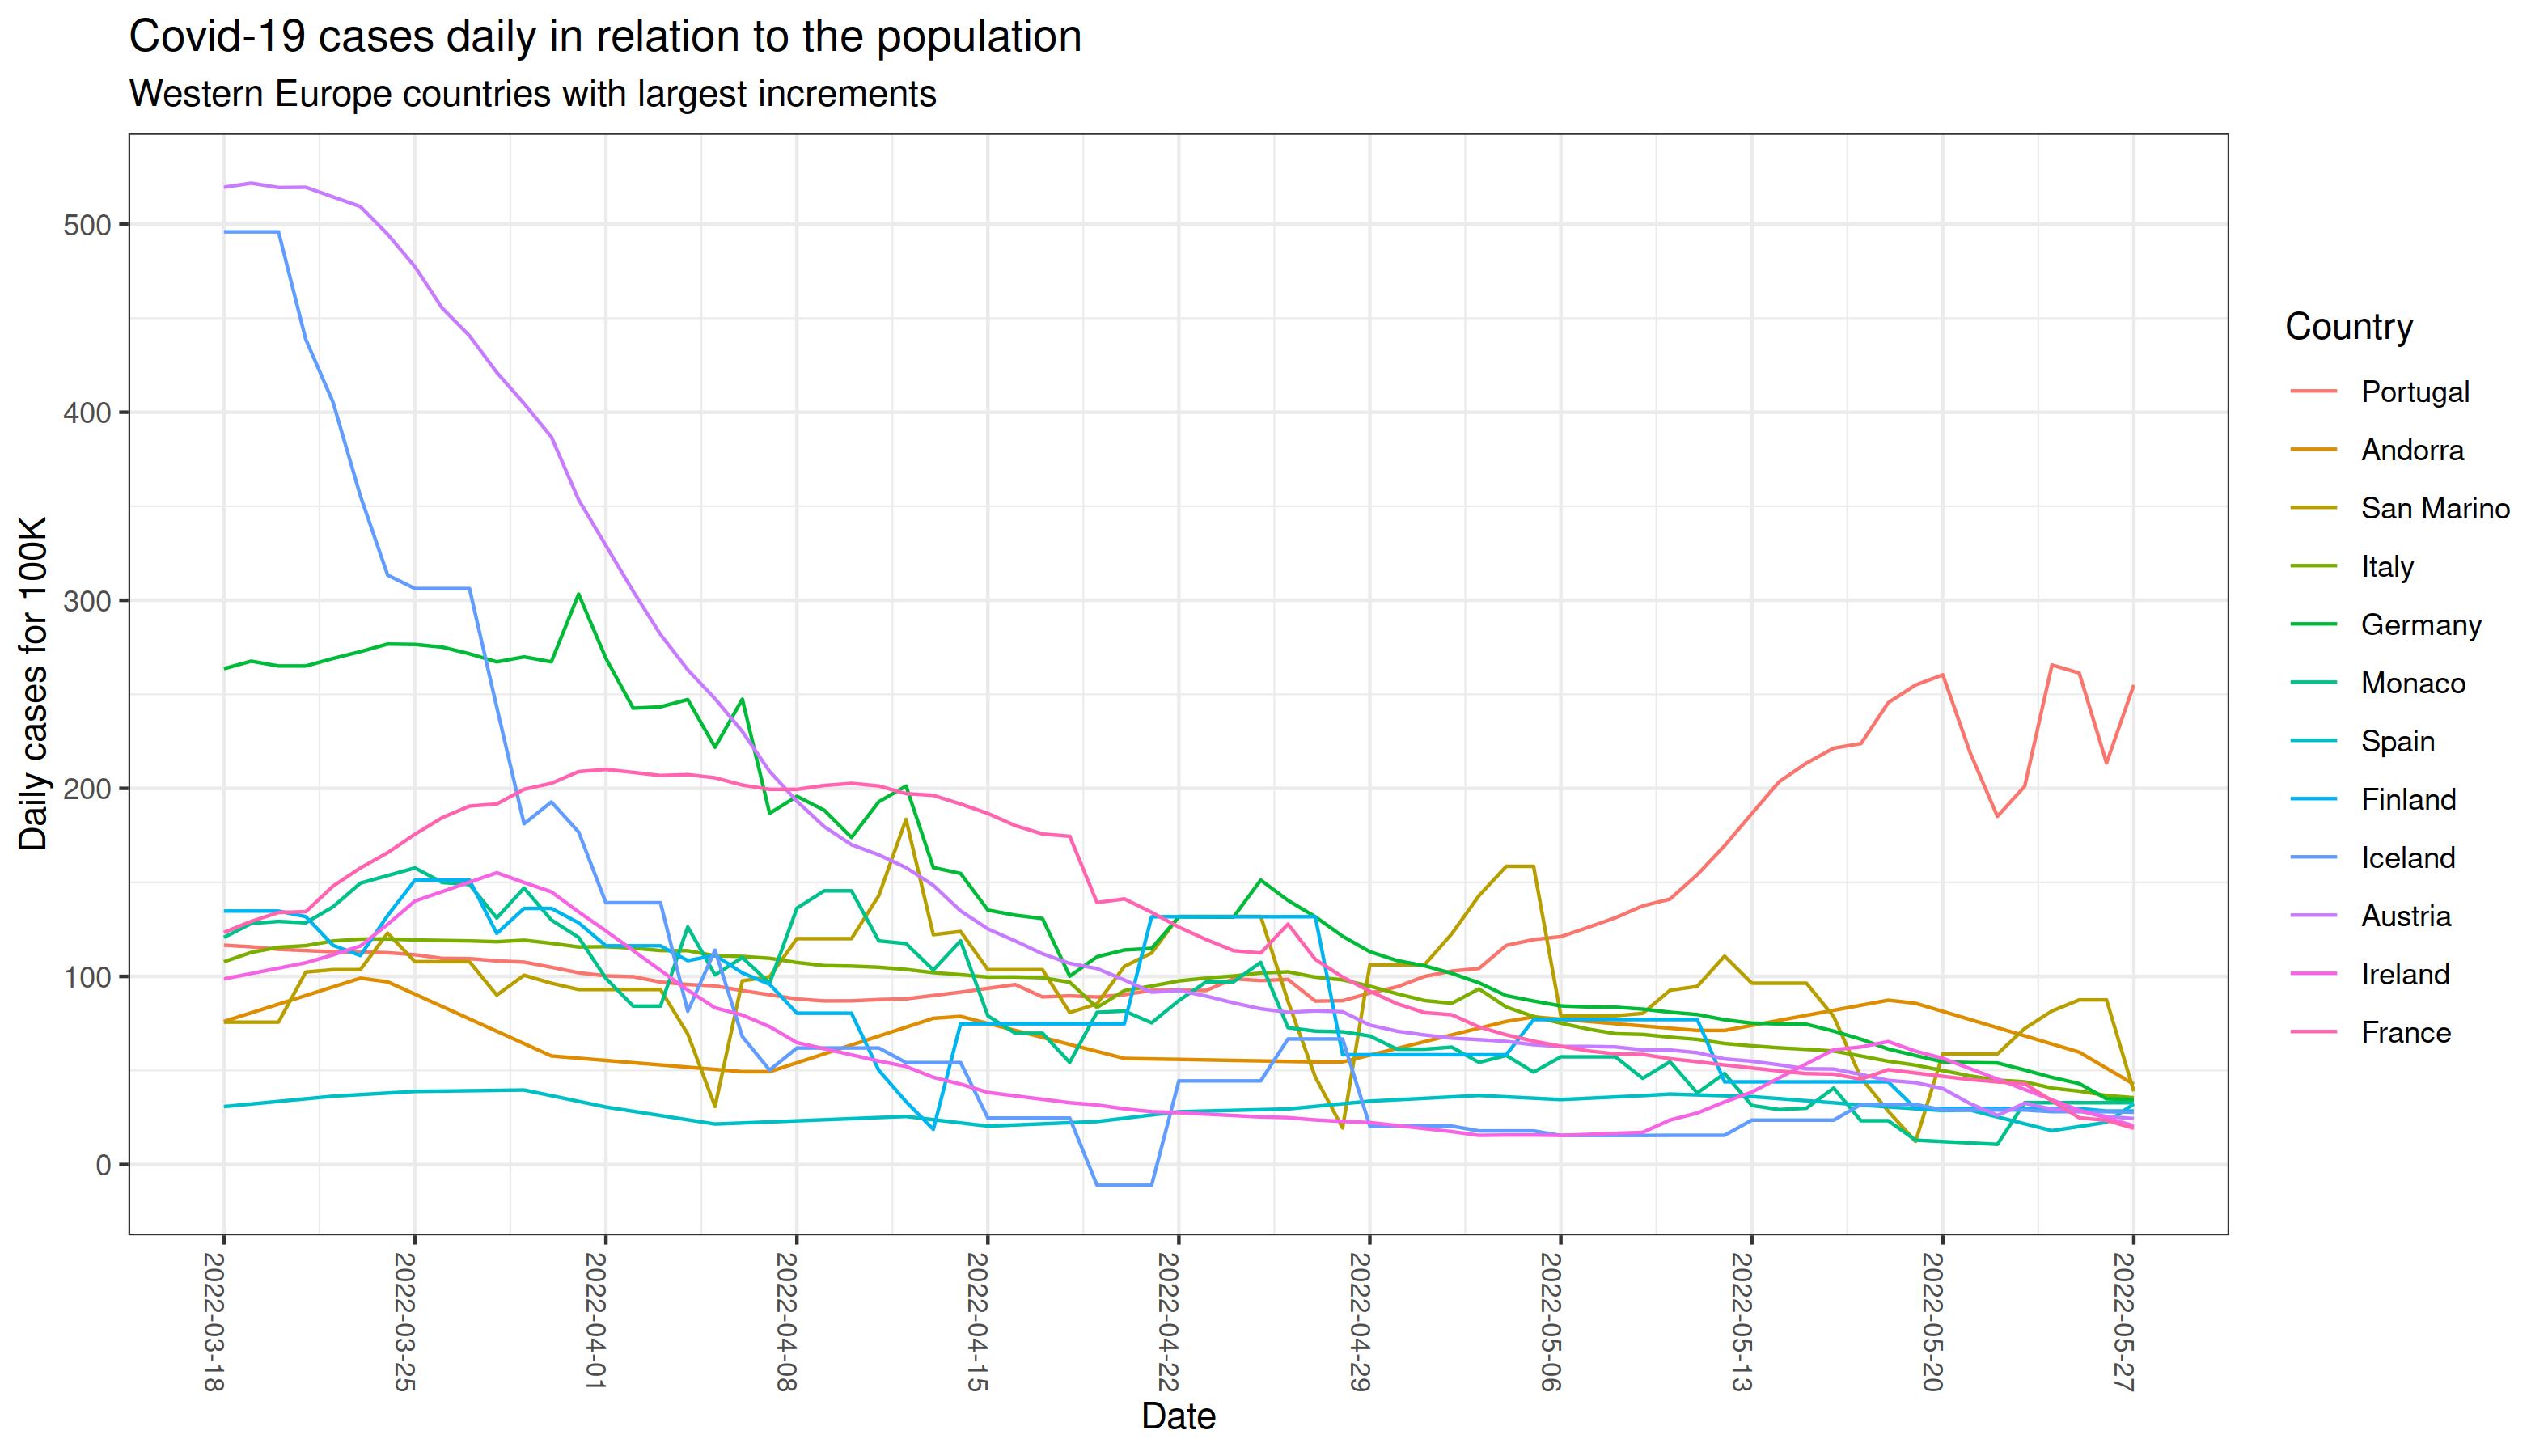 Covid-19 cases daily in relation to the population
Western Europe countries with largest increments
Daily cases for 100K
500
400
300
200
100
0
2022-03-18
2022-03-25
2022-04-01
2022-04-08
2022-04-15
2022-04-22
2022-04-29
2022-05-06
2022-05-13
2022-05-20
2022-05-27
Date
Country
Portugal
Andorra
San Marino
Italy
Germany
Monaco
Spain
Finland
Iceland
Austria
Ireland
France